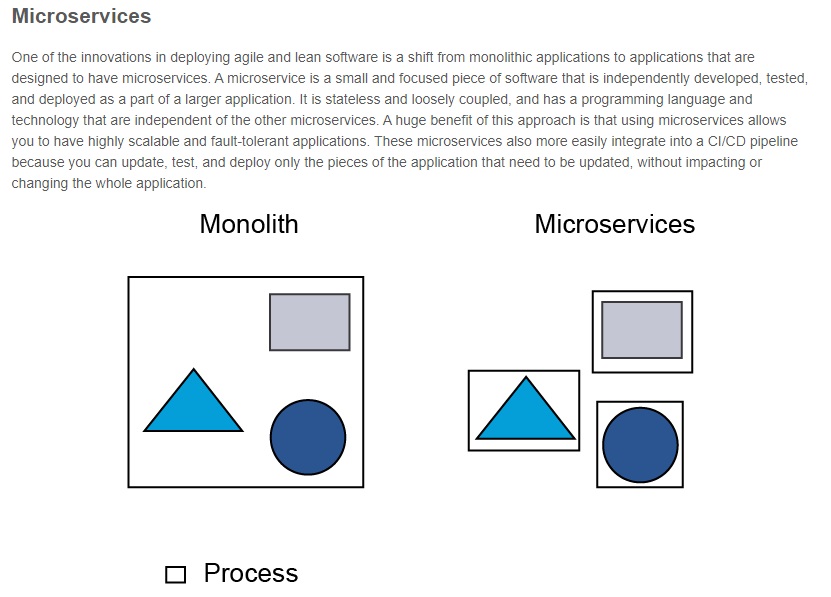 Microservices
One of the innovations in deploying agile and lean software is a shift from monolithic applications to applications that are
designed to have microservices. A microservice is a small and focused piece of software that is independently developed, tested,
and deployed as a part of a larger application. It is stateless and loosely coupled, and has a programming language and
technology that are independent of the other microservices. A huge benefit of this approach is that using microservices allows
you to have highly scalable and fault-tolerant applications. These microservices also more easily integrate into a CI/CD pipeline
because you can update, test, and deploy only the pieces of the application that need to be updated, without impacting or
changing the whole application.
Monolith
Microservices
Process